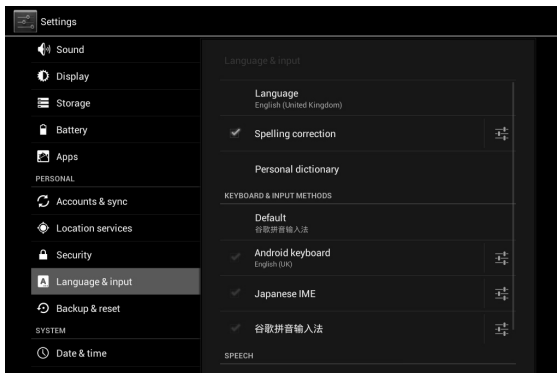 Settings
Sound
Display
Storage
Battery
Apps
PERSONAL
Accounts & sync
Location services
Security
Language & input
Backup & reset
SYSTEM
Date & time
Language & input
Language
English (United Kingdom)
Spelling correction
Personal dictionary
KEYBOARD & INPUT METHODS
Default
谷歌拼音输入法
Android keyboard
English (UK)
Japanese IME
谷歌拼音输入法
SPEECH